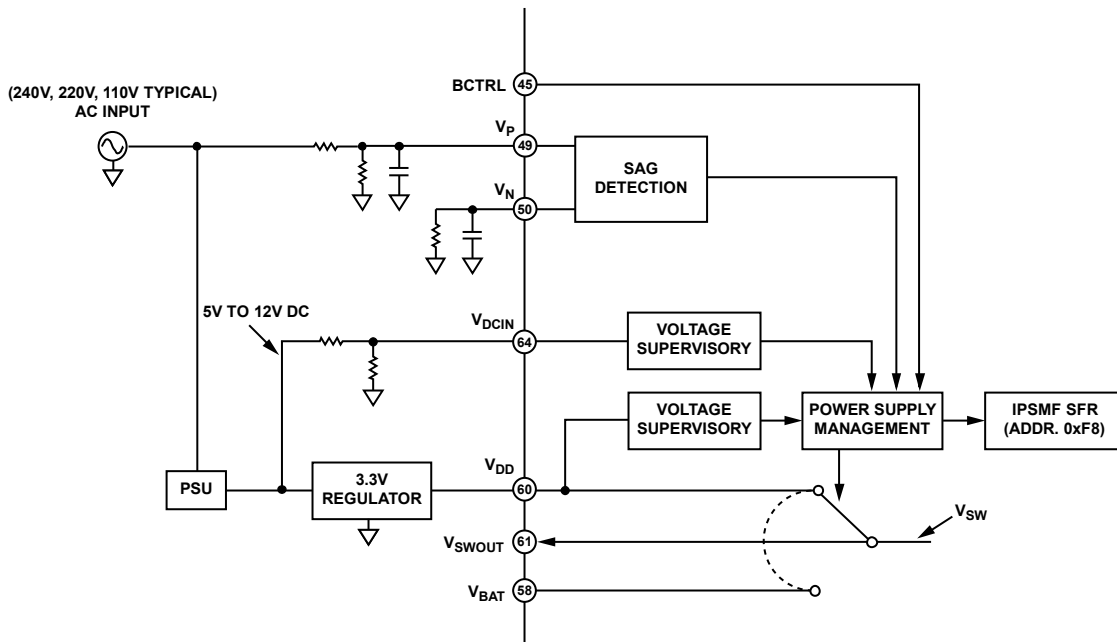 (240V, 220V, 110V TYPICAL)
AC INPUT
BCTRL
45
VP
49
SAG
DETECTION
VN
50
5V TO 12V DC
VDCIN
64
VOLTAGE
SUPERVISORY
VOLTAGE
SUPERVISORY
POWER SUPPLY
MANAGEMENT
IPSMF SFR
(ADDR. 0xF8)
PSU
3.3V
REGULATOR
VDD
60
VSW
VSWOUT
61
VBAT
58